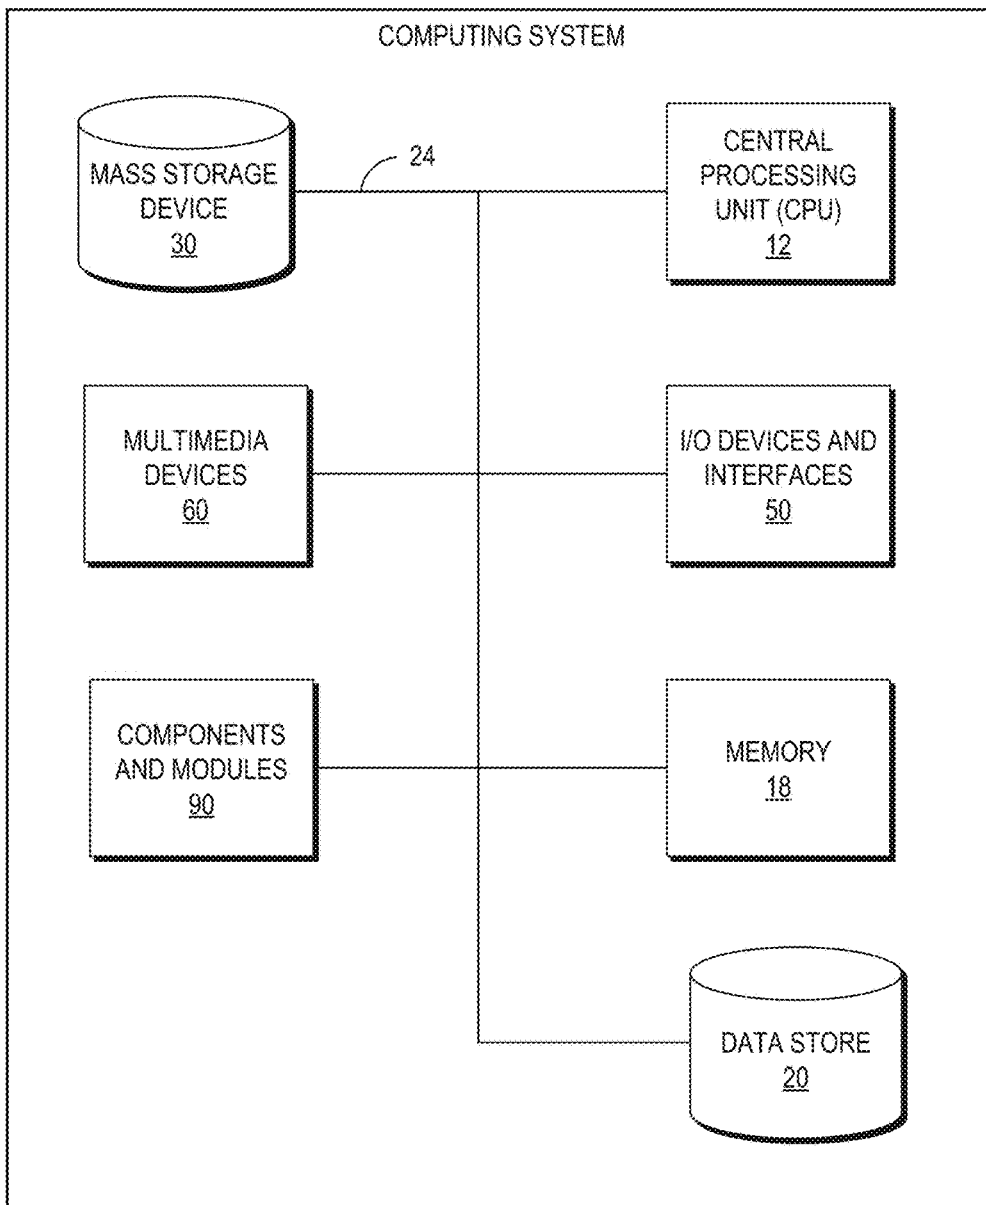 COMPUTING SYSTEM
MASS STORAGE
DEVICE
30
24
CENTRAL
PROCESSING
UNIT (CPU)
12
MULTIMEDIA
DEVICES
60
I/O DEVICES AND
INTERFACES
50
COMPONENTS
AND MODULES
90
MEMORY
18
DATA STORE
20